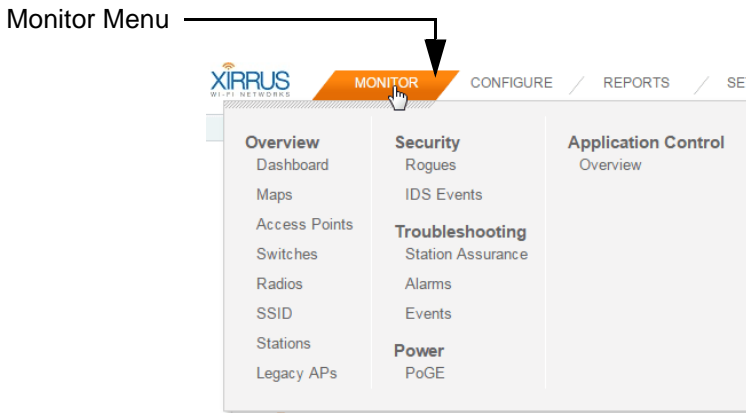 Monitor Menu
XIRRUS
WI-FI NETWORKS
MONITOR
CONFIGURE / REPORTS / SE
Overview
Dashboard
Maps
Access Points
Switches
Radios
SSID
Stations
Legacy APs
Security
Rogues
IDS Events
Troubleshooting
Station Assurance
Alarms
Events
Power
PoGE
Application Control
Overview